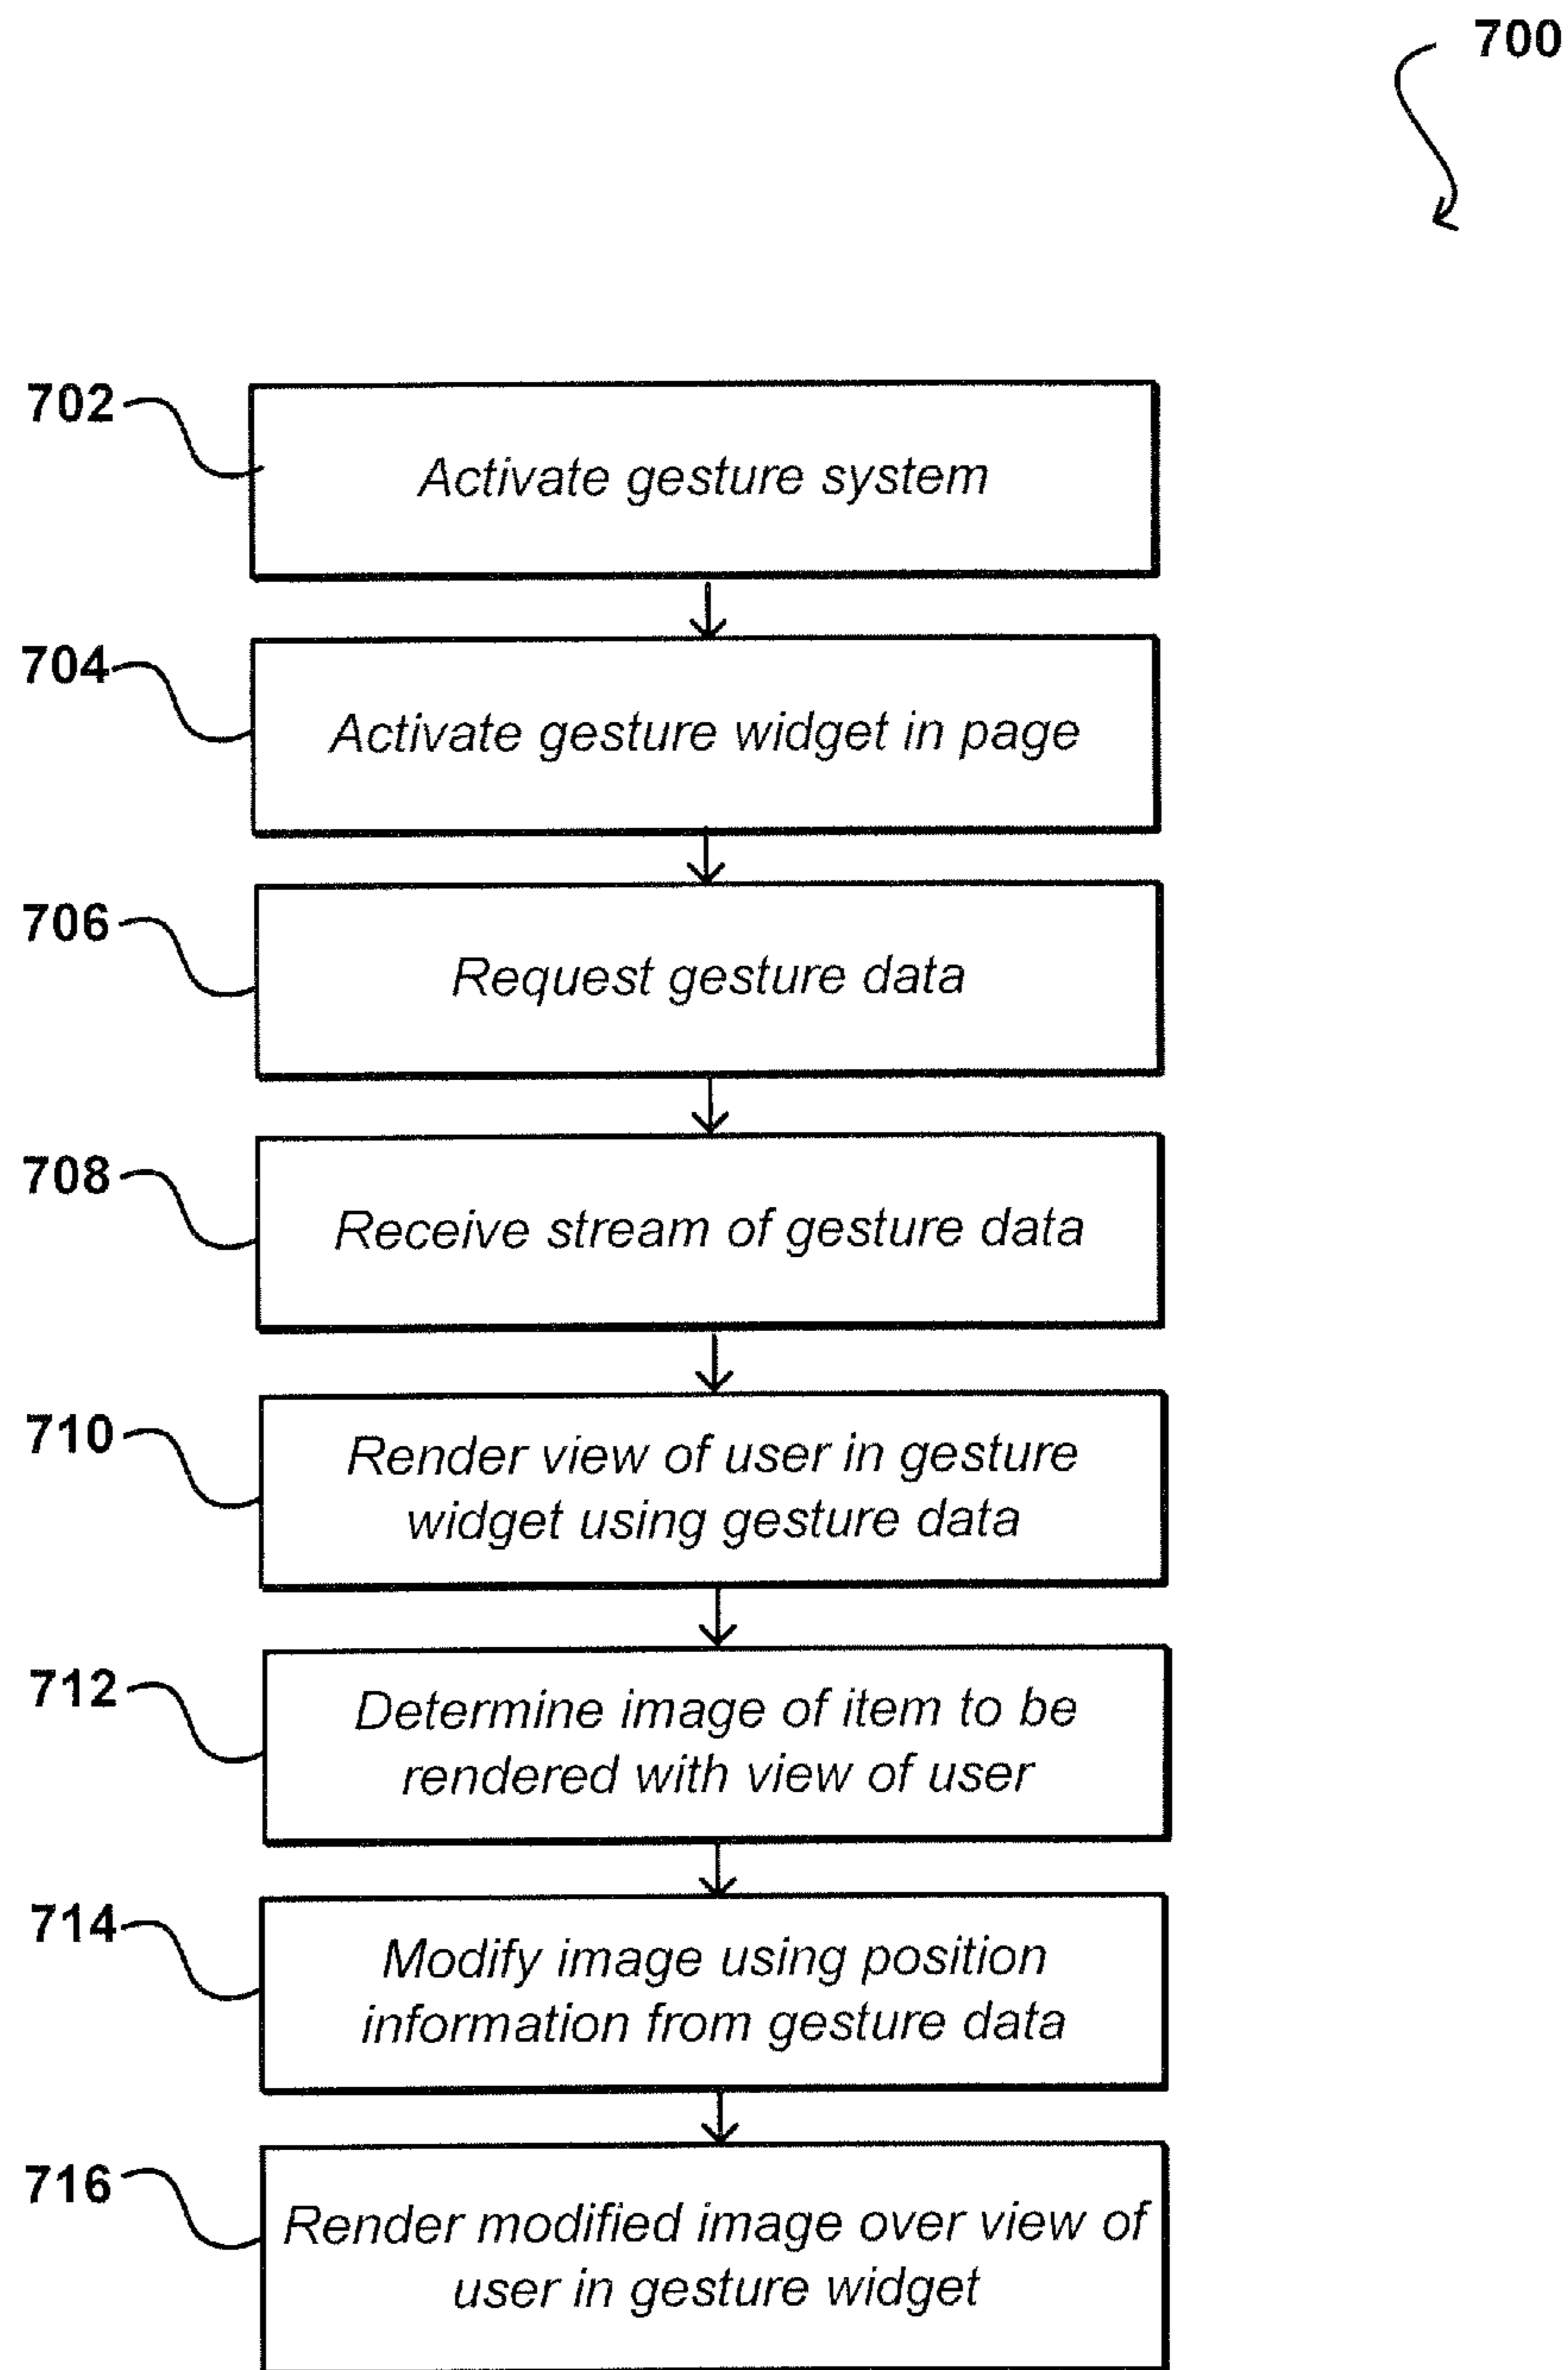 700
702
Activate gesture system
704
Activate gesture widget in page
706
Request gesture data
708
Receive stream of gesture data
710
Render view of user in gesture
widget using gesture data
712
Determine image of item to be
rendered with view of user
714
Modify image using position
information from gesture data
716
Render modified image over view of
user in gesture widget